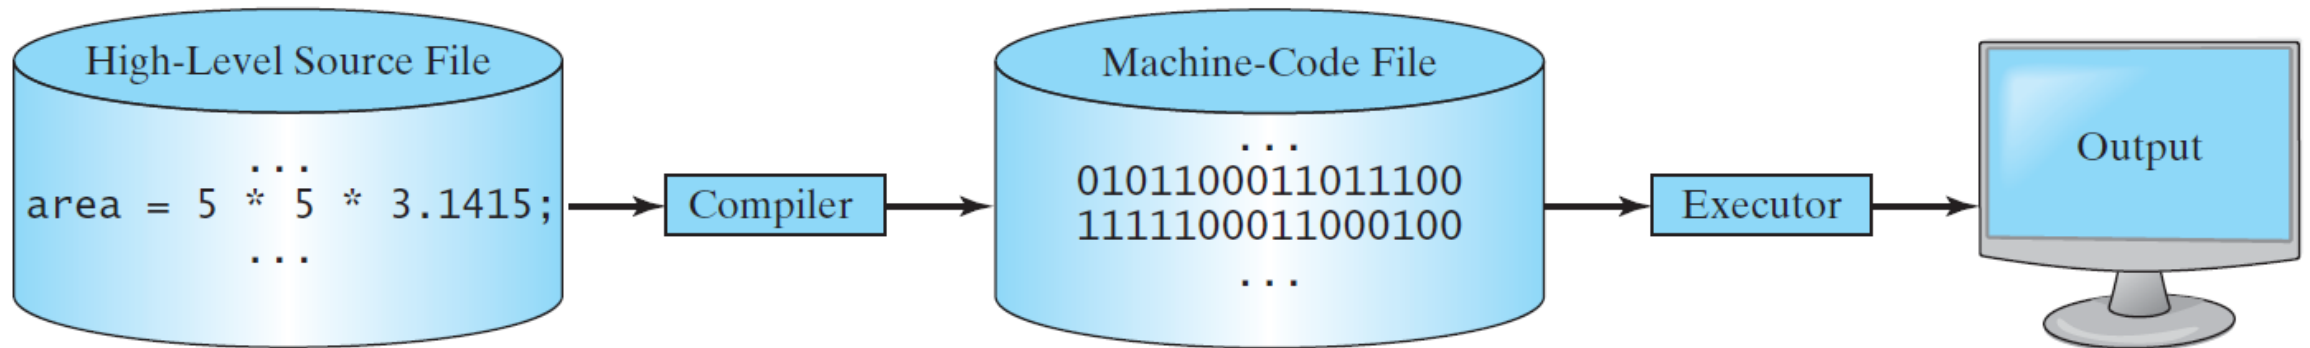 High-Level Source File
...
area = 5 * 5 * 3.1415;
...
Compiler
Machine-Code File
...
0101100011011100
1111100011000100
...
Executor
Output